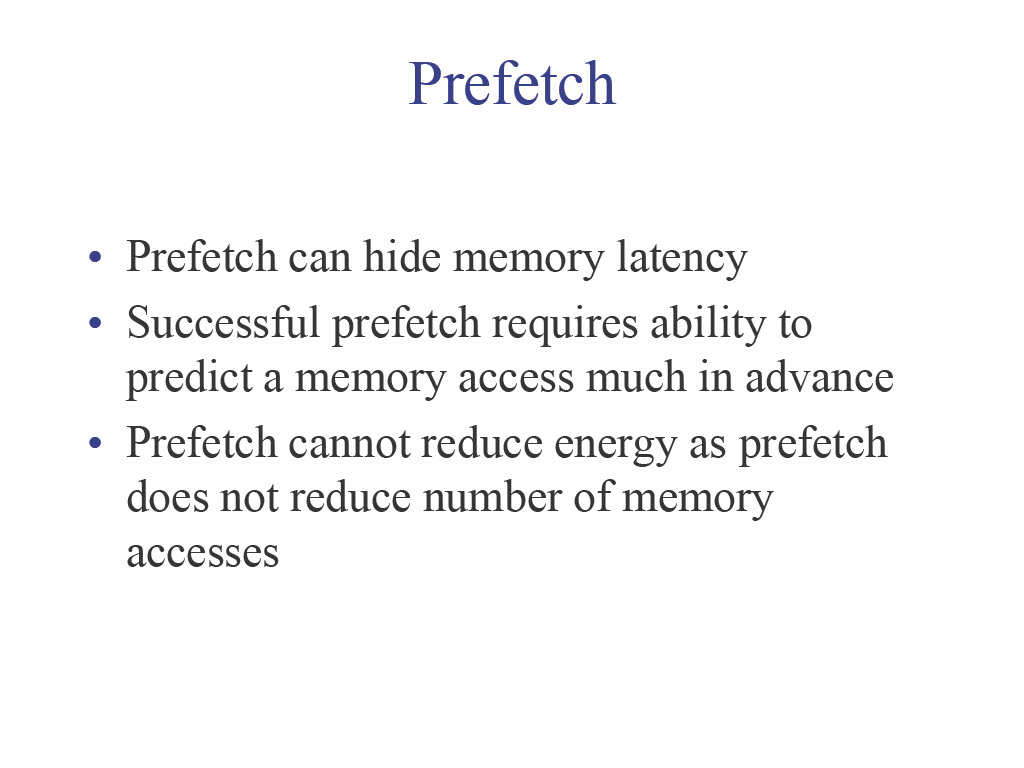 Prefetch
• Prefetch can hide memory latency
• Successful prefetch requires ability to
predict a memory access much in advance
• Prefetch cannot reduce energy as prefetch
does not reduce number of memory
accesses